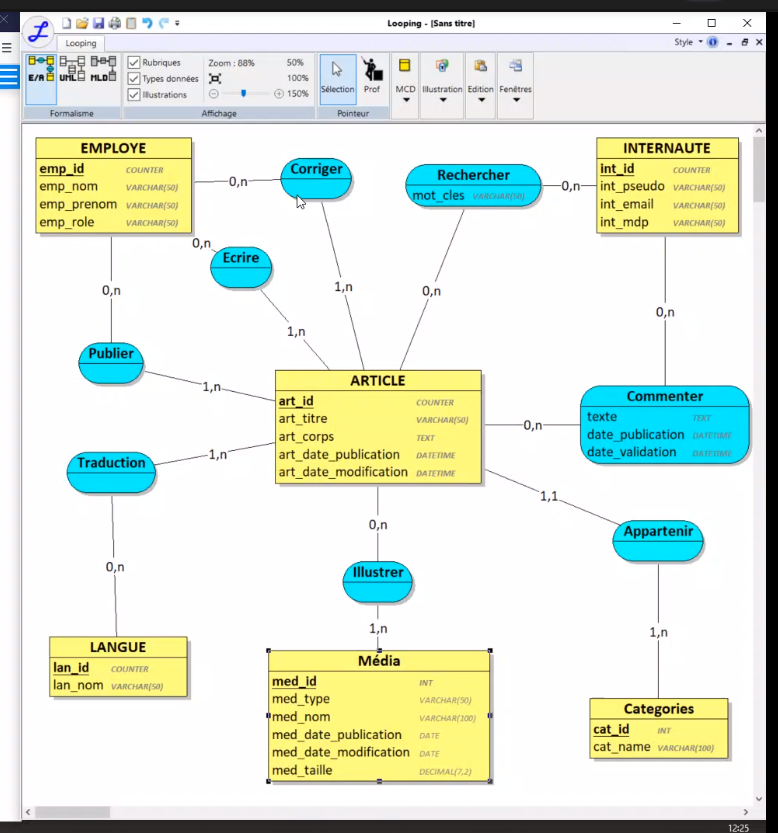 Looping - [Sans titre]
Looping
Style
E/A UML MLD
Formalisme
Rubriques
Types données
Illustrations
Zoom : 88%
50%
100%
150%
Affichage
Sélection
Prof
Pointeur
MCD
Illustration
Edition
Fenêtres
EMPLOYE
emp_id COUNTER
emp_nom VARCHAR(50)
emp_prenom VARCHAR(50)
emp_role VARCHAR(50)
0,n
Corriger
Rechercher
mot_cles VARCHAR(50)
0,n
INTERNAUTE
int_id COUNTER
int_pseudo VARCHAR(50)
int_email VARCHAR(50)
int_mdp VARCHAR(50)
0,n
Ecrire
0,n
1,n
0,n
0,n
1,n
Publier
1,n
ARTICLE
art_id COUNTER
art_titre VARCHAR(50)
art_corps TEXT
art_date_publication DATETIME
art_date_modification DATETIME
0,n
Commenter
texte TEXT
date_publication DATETIME
date_validation DATETIME
Traduction
1,n
1,1
Appartenir
0,n
Illustrer
0,n
1,n
1,n
LANGUE
lan_id COUNTER
lan_nom VARCHAR(50)
Média
med_id INT
med_type VARCHAR(50)
med_nom VARCHAR(100)
med_date_publication DATE
med_date_modification DATE
med_taille DECIMAL(7,2)
Categories
cat_id INT
cat_name VARCHAR(100)
12:25